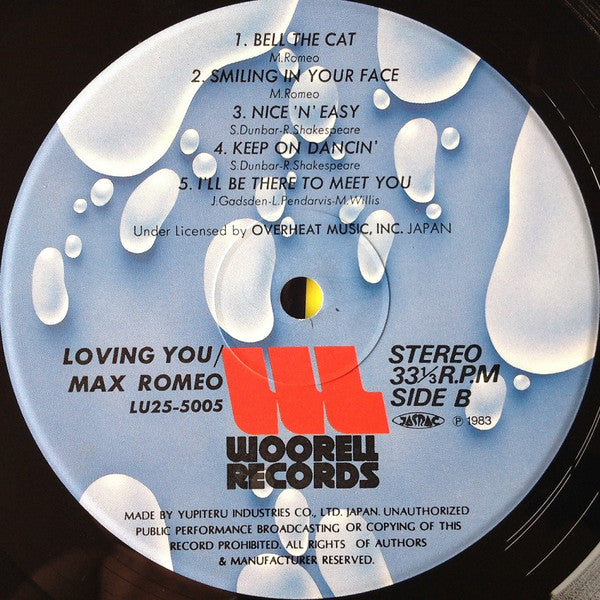 1. BELL THE CAT
M.Romeo
2. SMILING IN YOUR FACE
M.Romeo
3. NICE 'N' EASY
S.Dunbar-R.Shakespeare
4. KEEP ON DANCIN'
S.Dunbar-R.Shakespeare
5. I'LL BE THERE TO MEET YOU
J.Gadsden-L.Pendarvis-M.Willis
Under Licensed by OVERHEAT MUSIC, INC. JAPAN
LOVING YOU/
MAX ROMEO
LU25-5005
STEREO
33⅓ R.P.M
SIDE B
JASRAC ℗ 1983
WOORELL
RECORDS
MADE BY YUPITERU INDUSTRIES CO., LTD. JAPAN. UNAUTHORIZED
PUBLIC PERFORMANCE BROADCASTING OR COPYING OF THIS
RECORD PROHIBITED. ALL RIGHTS OF AUTHORS
& MANUFACTURER RESERVED.